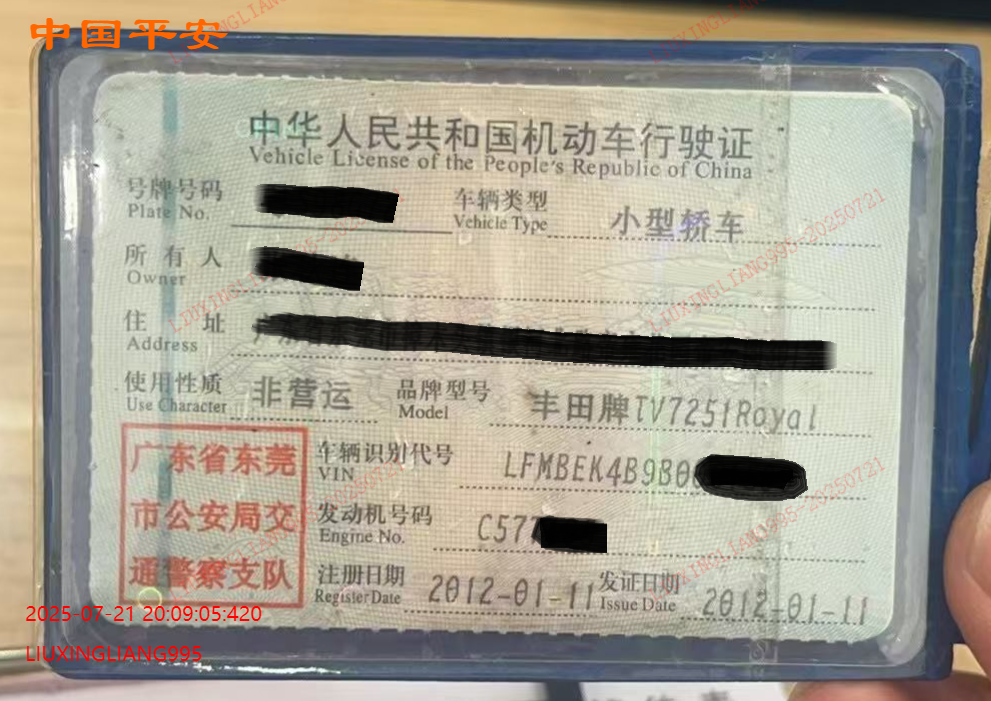 中国平安
中华人民共和国机动车行驶证
Vehicle License of the People's Republic of China
号牌号码
Plate No.
车辆类型
Vehicle Type
小型轿车
所有人
Owner
住址
Address
使用性质
Use Character
非营运
品牌型号
Model
丰田牌TV7251Royal
广东省东莞
市公安局交
通警察支队
车辆识别代号
VIN
LFMBEK4B9B0
发动机号码
Engine No.
C577
注册日期
Register Date
2012-01-11
发证日期
Issue Date
2012-01-11
2025-07-21 20:09:05:420
LIUXINGLIANG995
LIUXINGLIANG995-20250721